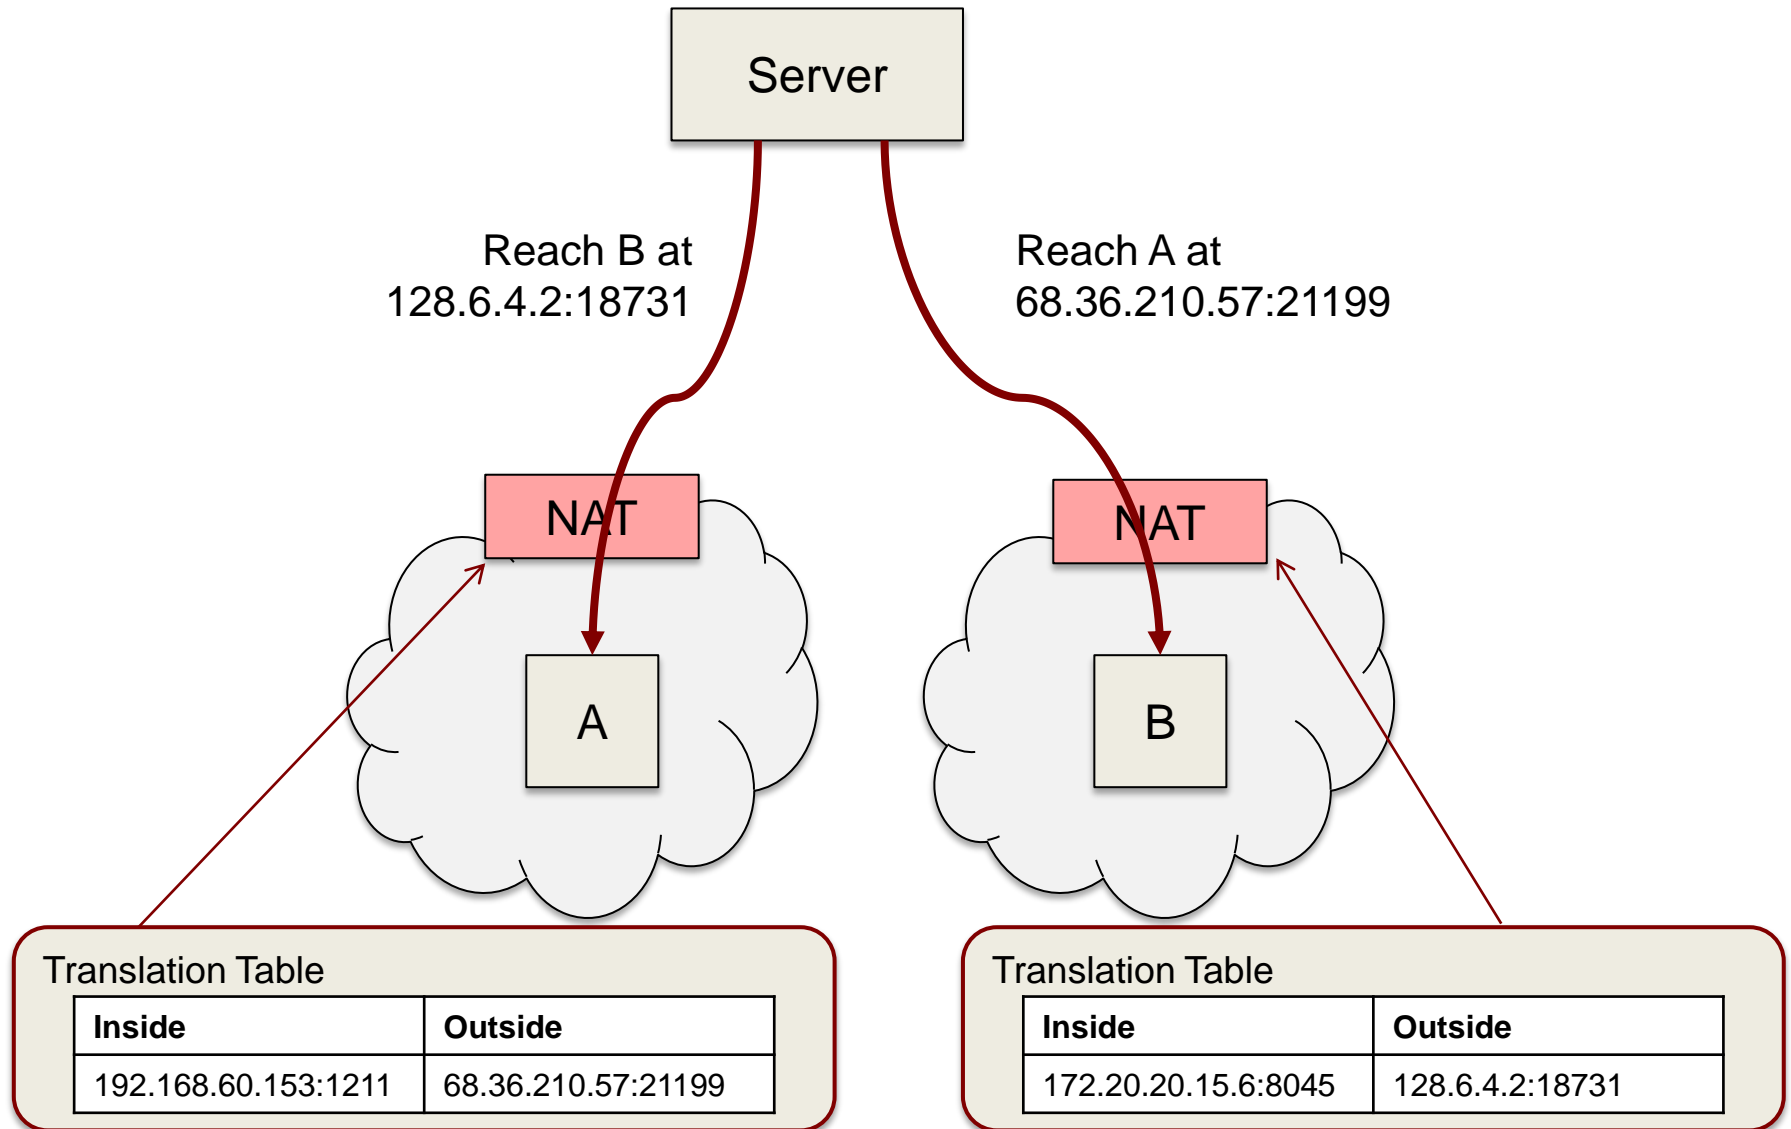 Server
Reach B at
128.6.4.2:18731
Reach A at
68.36.210.57:21199
NAT
NAT
A
B
Translation Table
Inside Outside
192.168.60.153:1211 68.36.210.57:21199
Translation Table
Inside Outside
172.20.20.15.6:8045 128.6.4.2:18731